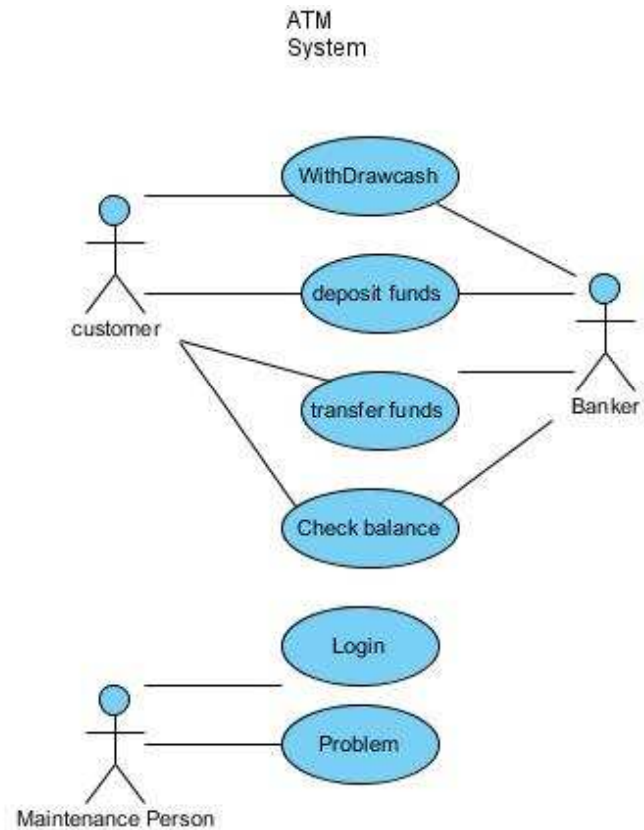 ATM
System
WithDrawcash
deposit funds
customer
transfer funds
Banker
Check balance
Login
Problem
Maintenance Person